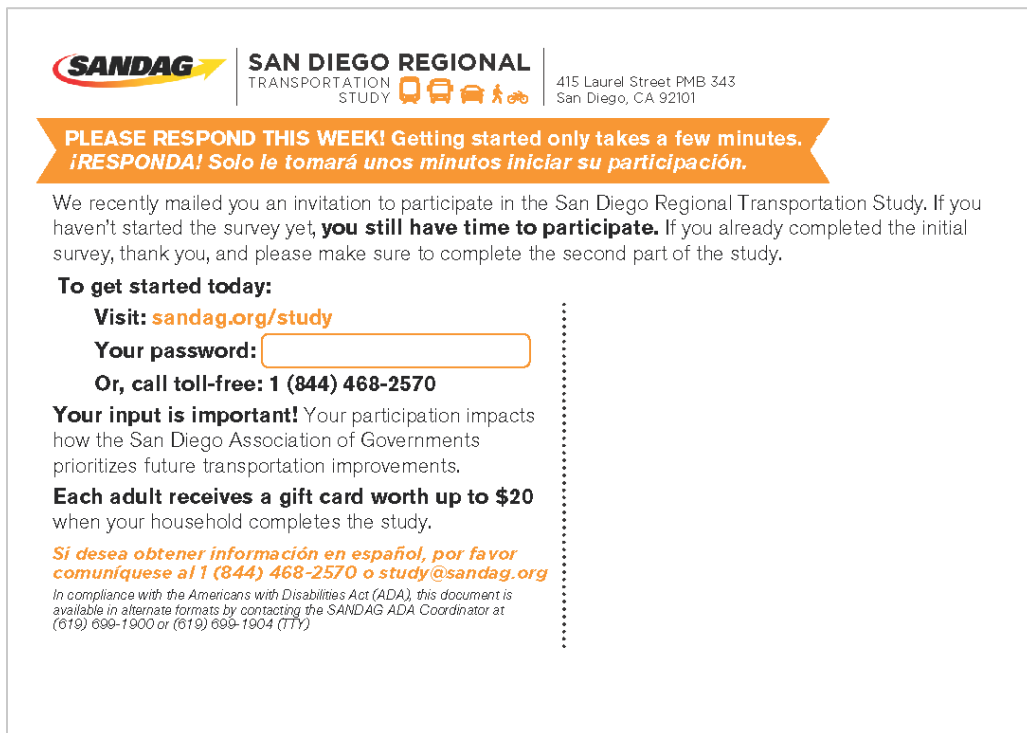 SANDAG
SAN DIEGO REGIONAL
TRANSPORTATION
STUDY
415 Laurel Street PMB 343
San Diego, CA 92101
PLEASE RESPOND THIS WEEK! Getting started only takes a few minutes.
¡RESPONDA! Solo le tomará unos minutos iniciar su participación.
We recently mailed you an invitation to participate in the San Diego Regional Transportation Study. If you
haven't started the survey yet, you still have time to participate. If you already completed the initial
survey, thank you, and please make sure to complete the second part of the study.
To get started today:
Visit: sandag.org/study
Your password:
Or, call toll-free: 1 (844) 468-2570
Your input is important! Your participation impacts
how the San Diego Association of Governments
prioritizes future transportation improvements.
Each adult receives a gift card worth up to $20
when your household completes the study.
Si desea obtener información en español, por favor
comuníquese al 1 (844) 468-2570 o study@sandag.org
In compliance with the Americans with Disabilities Act (ADA), this document is
available in alternate formats by contacting the SANDAG ADA Coordinator at
(619) 699-1900 or (619) 699-1904 (TTY)